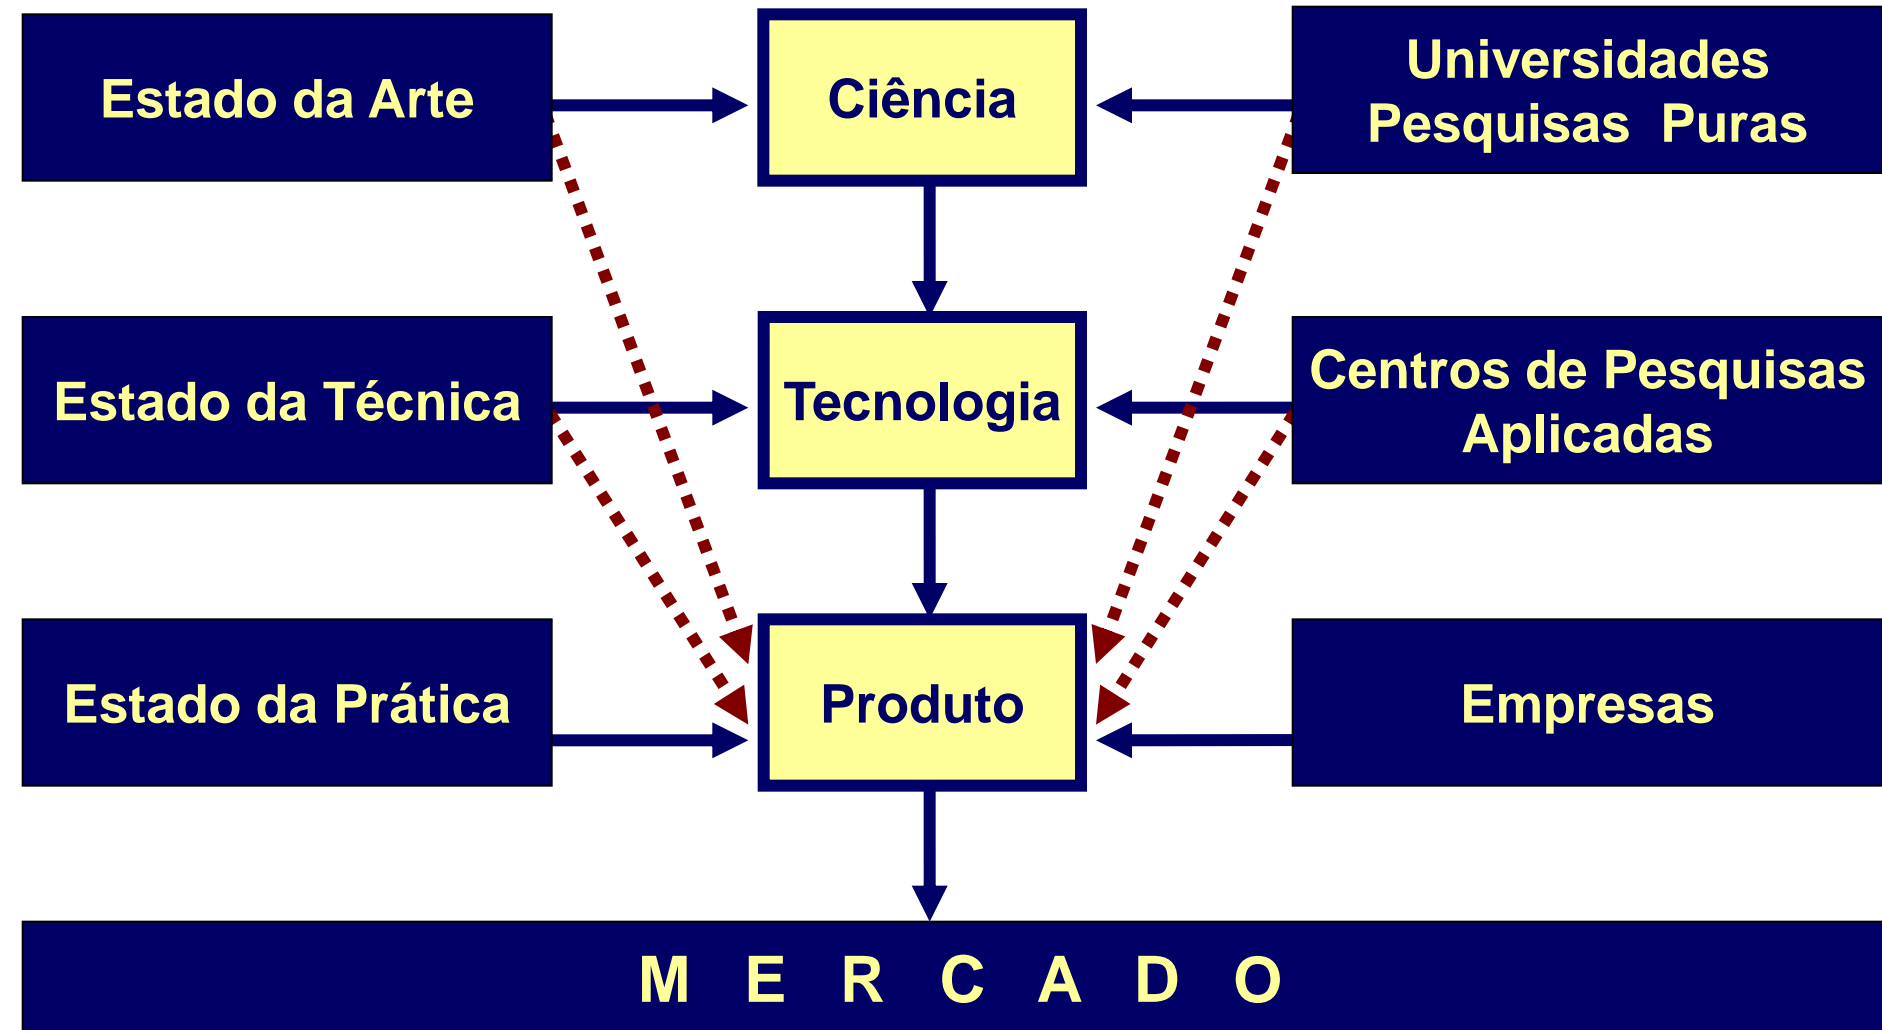 Estado da Arte
Ciência
Universidades
Pesquisas Puras
Estado da Técnica
Tecnologia
Centros de Pesquisas
Aplicadas
Estado da Prática
Produto
Empresas
M E R C A D O